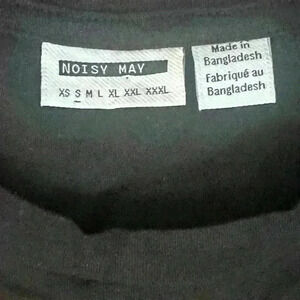 NOISY MAY
XS S M L XL XXL XXXL
Made in
Bangladesh
Fabriqué au
Bangladesh